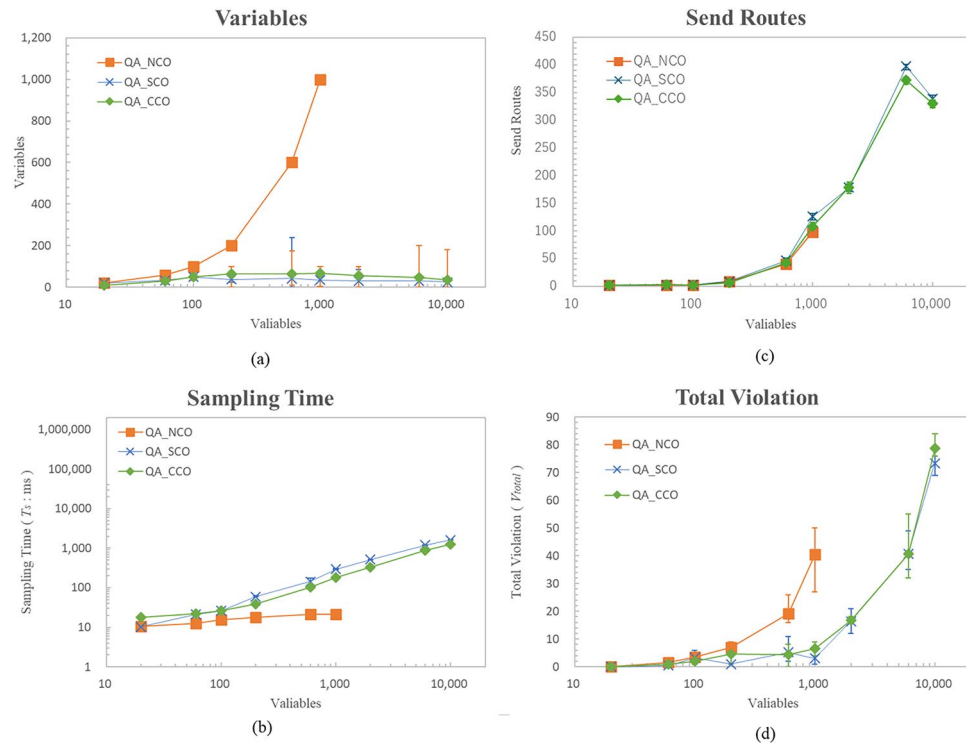 Variables
1,200
1,000
800
600
400
200
0
Variables
QA_NCO
QA_SCO
QA_CCO
10
100
1,000
10,000
Valiables
(a)
Send Routes
450
400
350
300
250
200
150
100
50
0
Send Routes
QA_NCO
QA_SCO
QA_CCO
10
100
1,000
10,000
Valiables
(c)
Sampling Time
1,000,000
100,000
10,000
1,000
100
10
1
Sampling Time ( Ts : ms )
QA_NCO
QA_SCO
QA_CCO
10
100
1,000
10,000
Valiables
(b)
Total Violation
90
80
70
60
50
40
30
20
10
0
Total Violation ( Vtotal )
QA_NCO
QA_SCO
QA_CCO
10
100
1,000
10,000
Valiables
(d)